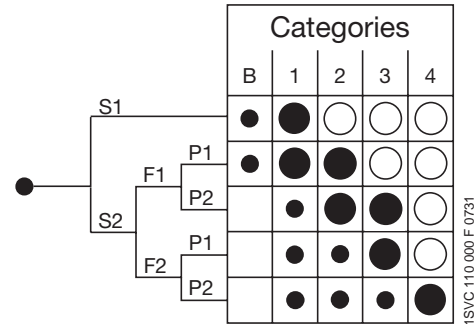 Categories
B 1 2 3 4
S1
P1
F1
P2
S2
P1
F2
P2
1SVC 110 000 F 0731